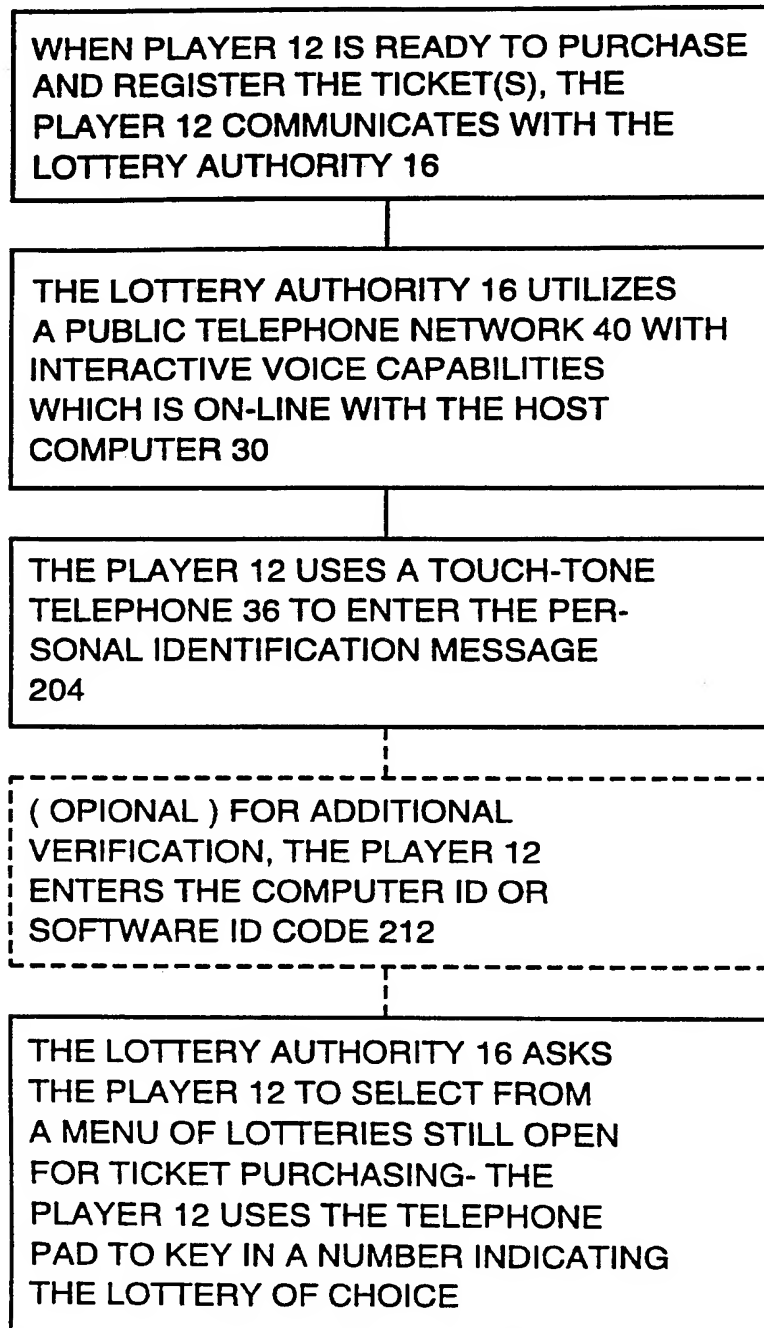 WHEN PLAYER 12 IS READY TO PURCHASE
AND REGISTER THE TICKET(S), THE
PLAYER 12 COMMUNICATES WITH THE
LOTTERY AUTHORITY 16
THE LOTTERY AUTHORITY 16 UTILIZES
A PUBLIC TELEPHONE NETWORK 40 WITH
INTERACTIVE VOICE CAPABILITIES
WHICH IS ON-LINE WITH THE HOST
COMPUTER 30
THE PLAYER 12 USES A TOUCH-TONE
TELEPHONE 36 TO ENTER THE PER-
SONAL IDENTIFICATION MESSAGE
204
( OPIONAL ) FOR ADDITIONAL
VERIFICATION, THE PLAYER 12
ENTERS THE COMPUTER ID OR
SOFTWARE ID CODE 212
THE LOTTERY AUTHORITY 16 ASKS
THE PLAYER 12 TO SELECT FROM
A MENU OF LOTTERIES STILL OPEN
FOR TICKET PURCHASING- THE
PLAYER 12 USES THE TELEPHONE
PAD TO KEY IN A NUMBER INDICATING
THE LOTTERY OF CHOICE